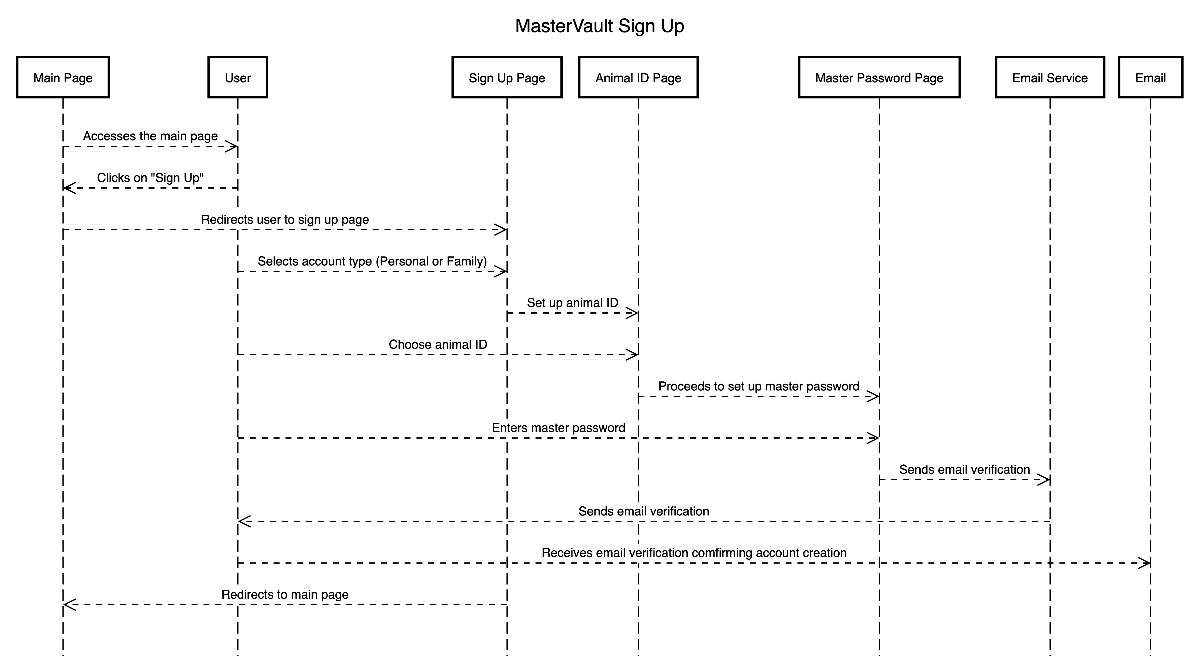 MasterVault Sign Up
Main Page
User
Sign Up Page
Animal ID Page
Master Password Page
Email Service
Email
Accesses the main page
Clicks on "Sign Up"
Redirects user to sign up page
Selects account type (Personal or Family)
Set up animal ID
Choose animal ID
Proceeds to set up master password
Enters master password
Sends email verification
Sends email verification
Receives email verification comfirming account creation
Redirects to main page